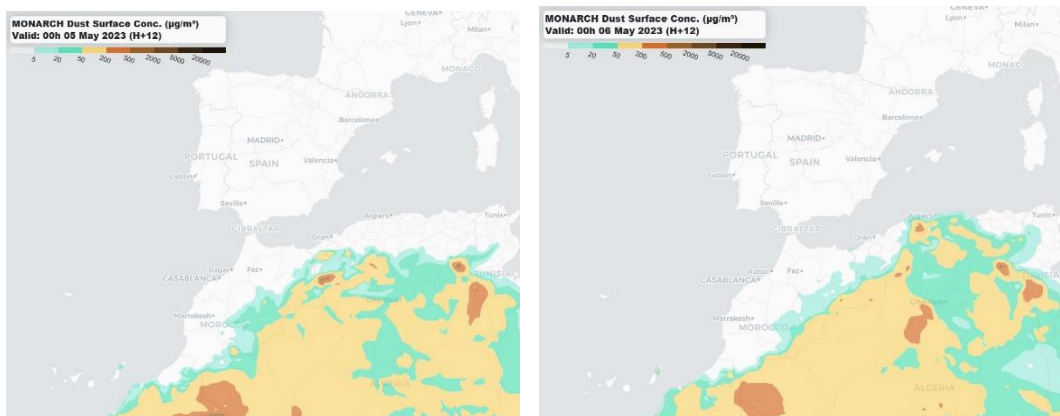 MONARCH Dust Surface Conc. (µg/m³)
Valid: 00h 05 May 2023 (H+12)
5 20 50 200 500 2000 5000 20000
GENEVA
Lyon
Milan
MONACO
ANDORRA
Barcelona
MADRID
PORTUGAL
SPAIN
Valencia
Lisbon
Seville
Algiers
Tunis
GIBRALTAR
Oran
Rabat
Fez
CASABLANCA
TUNISIA
Marrakesh
MOROCCO
ALGERIA
MONARCH Dust Surface Conc. (µg/m³)
Valid: 00h 06 May 2023 (H+12)
5 20 50 200 500 2000 5000 20000
GENEVA
Lyon
Milan
MONACO
ANDORRA
Barcelona
MADRID
PORTUGAL
SPAIN
Valencia
Lisbon
Seville
Algiers
Tunis
GIBRALTAR
Oran
Rabat
Fez
CASABLANCA
TUNISIA
Ghardaia
Marrakesh
MOROCCO
ALGERIA